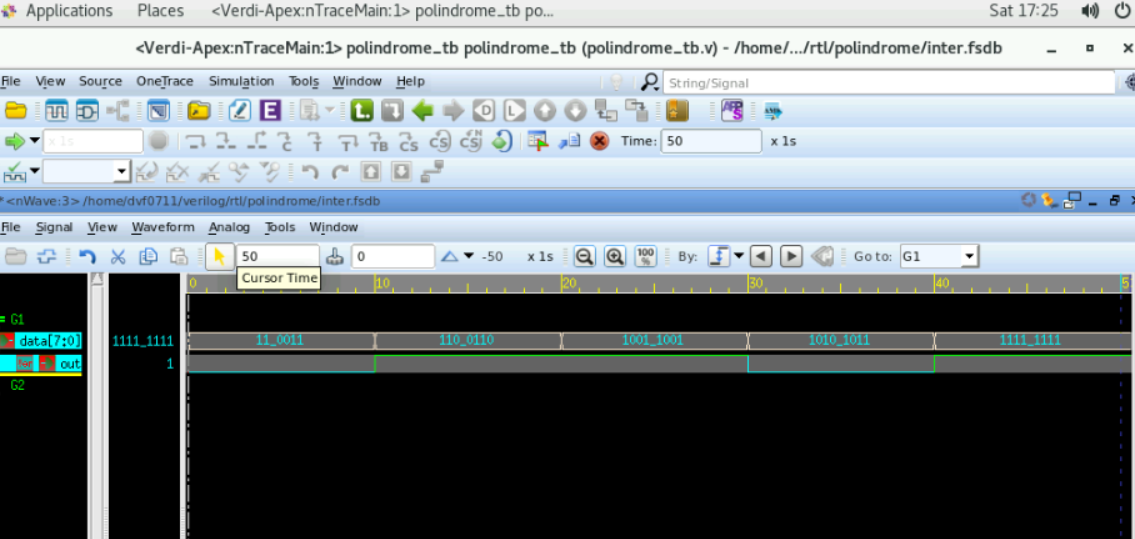 Applications Places <Verdi-Apex:nTraceMain:1> polindrome_tb po... Sat 17:25
<Verdi-Apex:nTraceMain:1> polindrome_tb polindrome_tb (polindrome_tb.v) - /home/.../rtl/polindrome/inter.fsdb
File View Source OneTrace Simulation Tools Window Help String/Signal
x 1s Time: 50 x 1s
* <nWave:3> /home/dvf0711/verilog/rtl/polindrome/inter.fsdb
File Signal View Waveform Analog Tools Window
50 0 -50 x 1s 100 % By: Go to: G1
Cursor Time
0 10 20 30 40 5
= G1
data[7:0] 1111_1111 11_0011 110_0110 1001_1001 1010_1011 1111_1111
out 1
G2